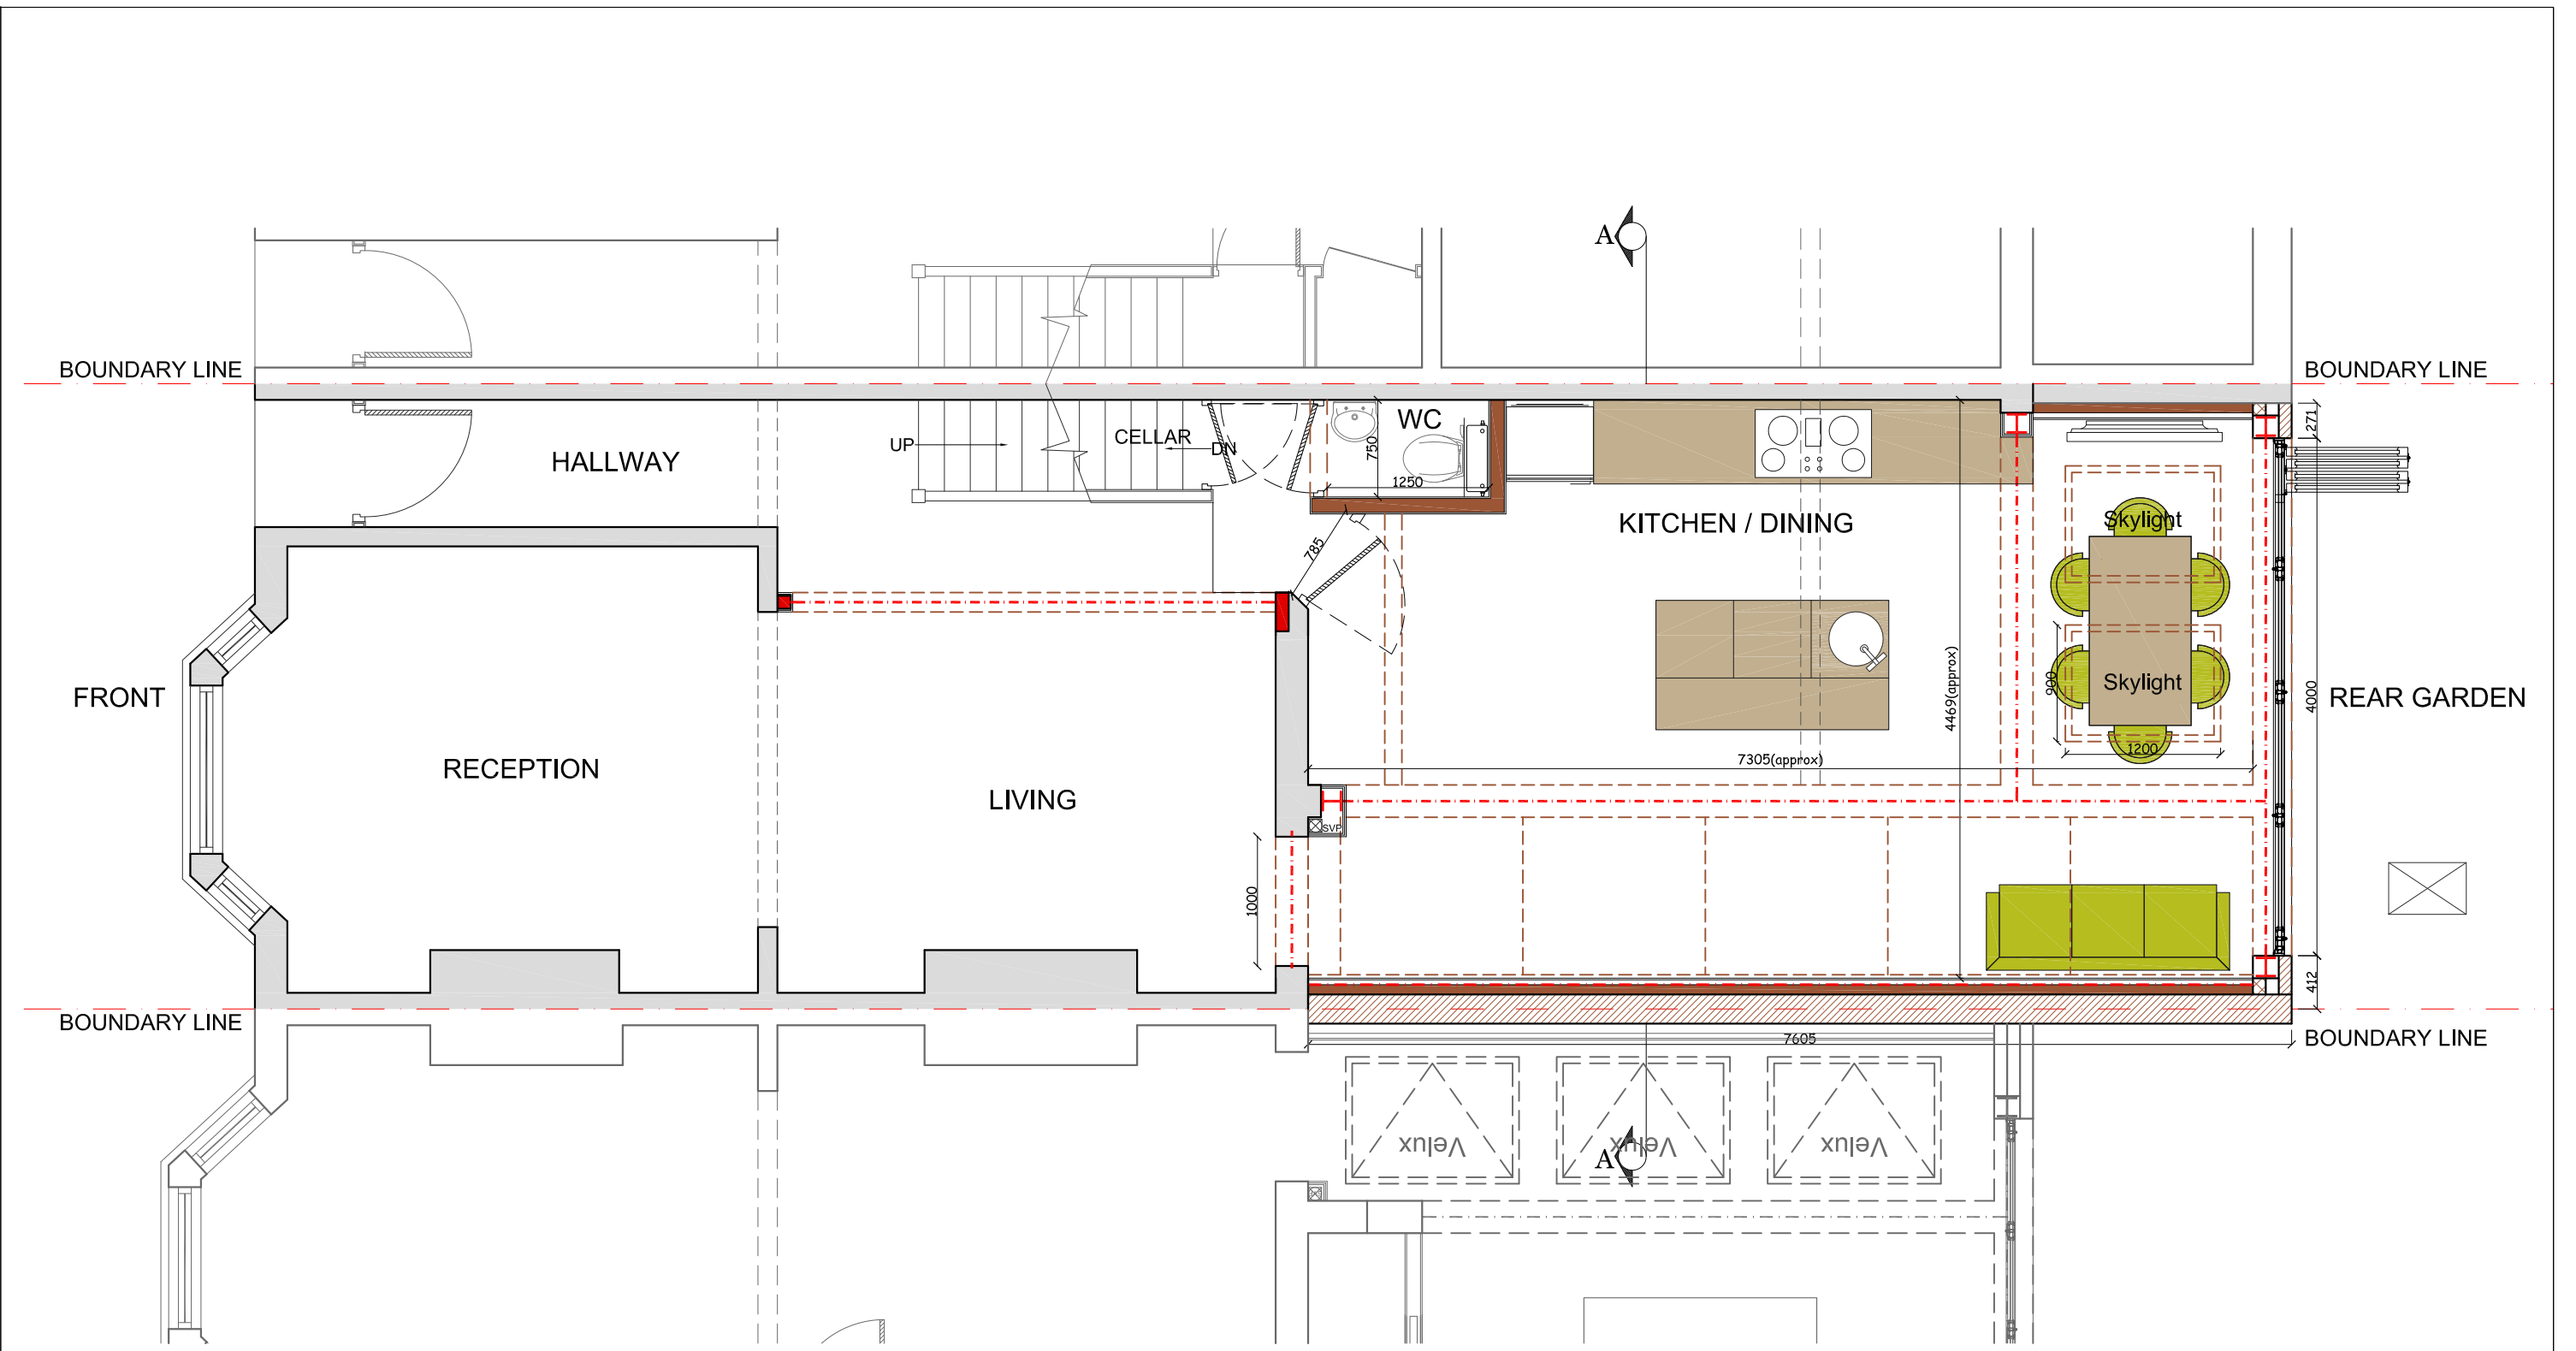 A
BOUNDARY LINE
BOUNDARY LINE
WC
271
UP
CELLAR
DN
750
HALLWAY
1250
KITCHEN / DINING
Skylight
785
FRONT
4469(approx)
900
Skylight
4000
REAR GARDEN
1200
7305(approx)
RECEPTION
LIVING
SVP
1000
412
BOUNDARY LINE
7605
BOUNDARY LINE
Velux
Velux
Velux
A